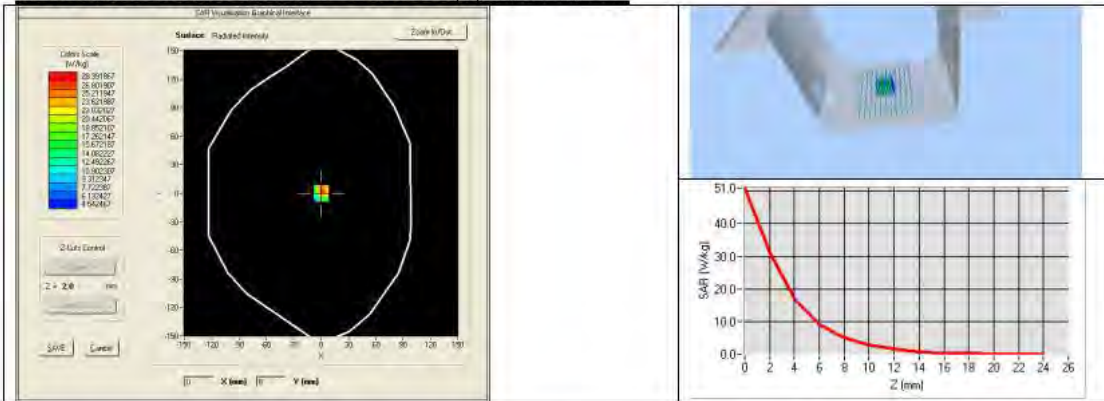 SAR Visualisation Graphical Interface
Surface: Radiated Intensity
Zoom In/Out
Colors Scale
(W/kg)
28.391867
26.801907
25.211947
23.621987
22.032027
20.442067
18.852107
17.262147
15.672187
14.082227
12.492267
10.902307
9.312347
7.722387
6.132427
4.542467
150-
120-
90-
60-
30-
0-
-30-
-60-
-90-
-120-
-150-
-150 -120 -90 -60 -30 0 30 60 90 120 150
X
Z-Cuts Control
Z = 2.0 mm
SAVE Cancel
0 X (mm) 8 Y (mm)
SAR (W/kg)
51.0
40.0
30.0
20.0
10.0
0.0
0 2 4 6 8 10 12 14 16 18 20 22 24 26
Z (mm)